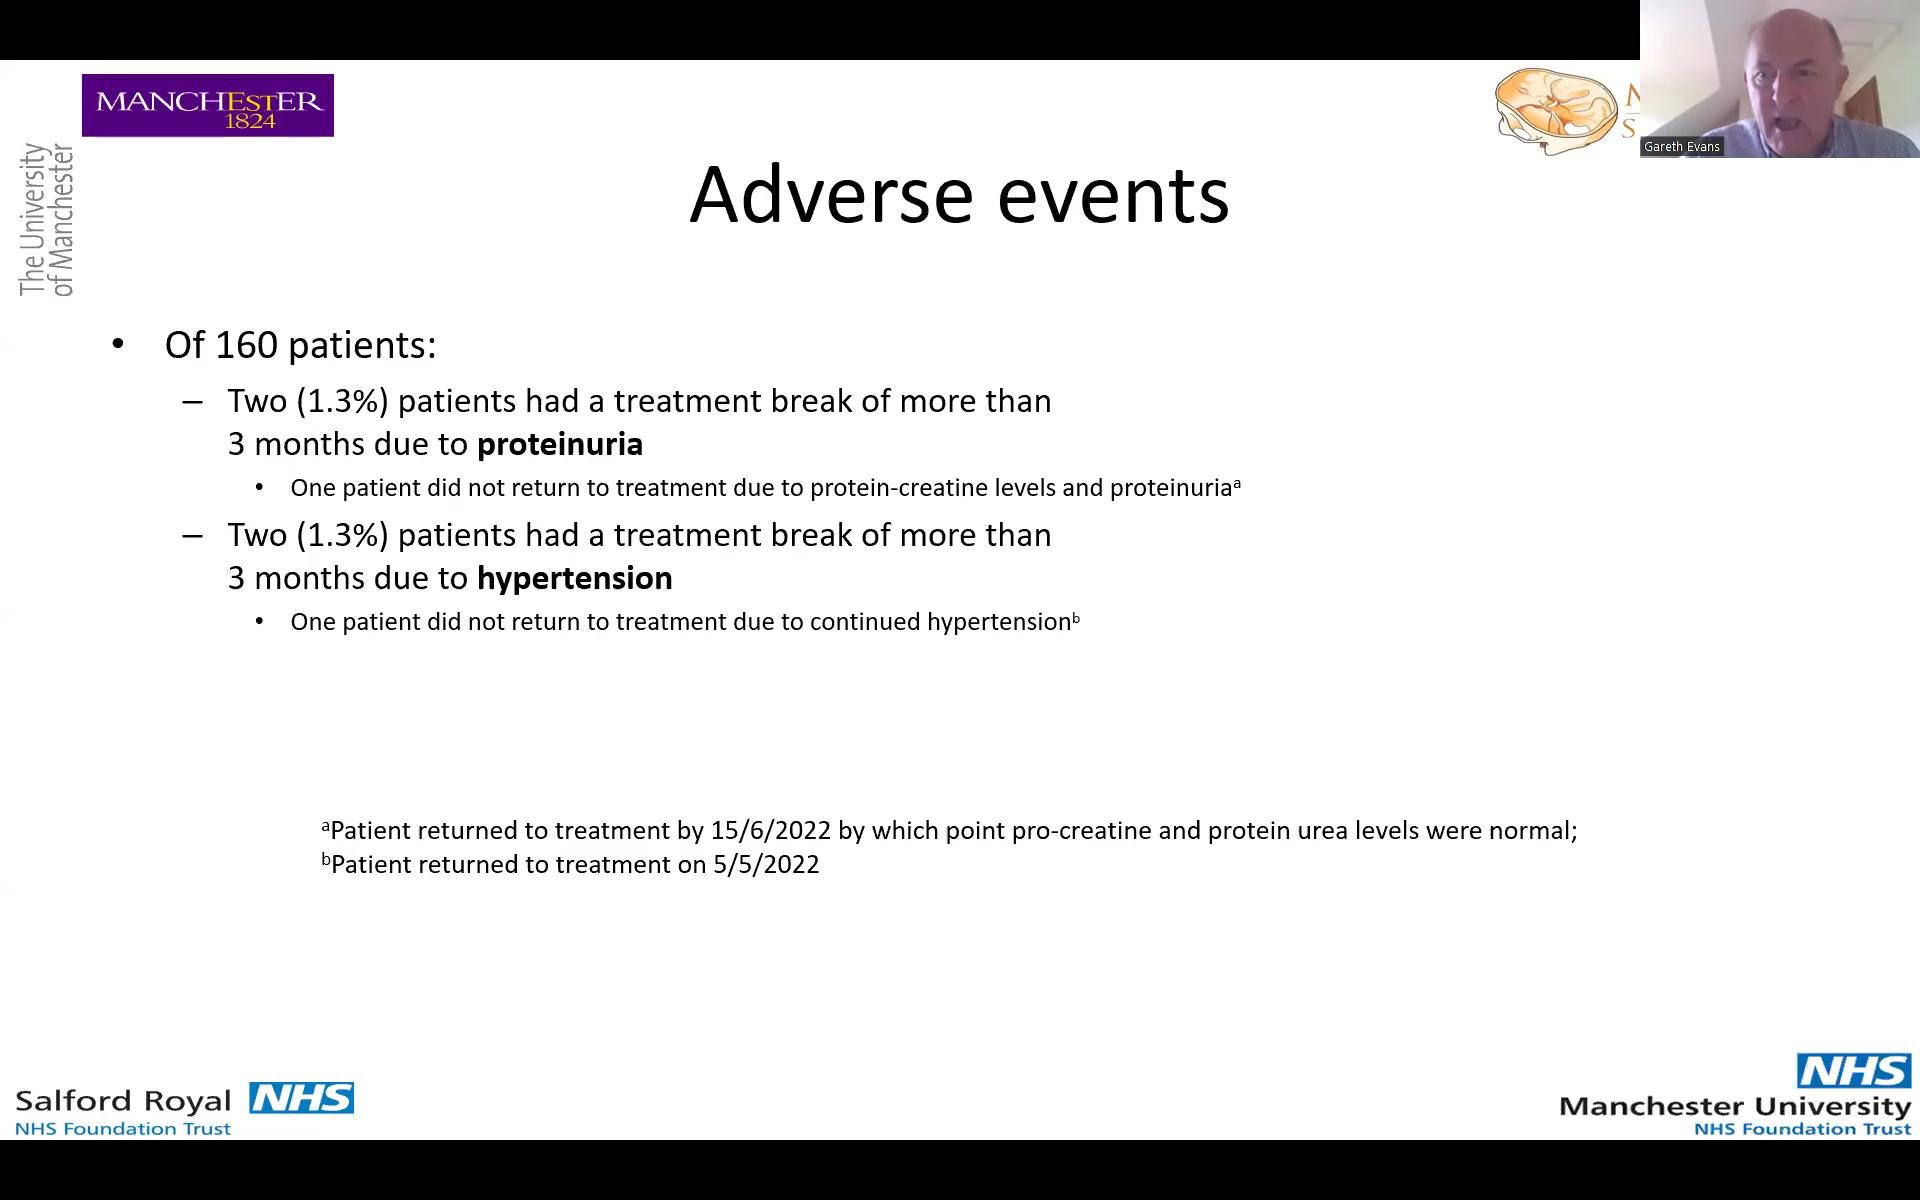 MANCHESTER
1824
The University
of Manchester
Gareth Evans
Adverse events
• Of 160 patients:
– Two (1.3%) patients had a treatment break of more than
3 months due to proteinuria
• One patient did not return to treatment due to protein-creatine levels and proteinuriaᵃ
– Two (1.3%) patients had a treatment break of more than
3 months due to hypertension
• One patient did not return to treatment due to continued hypertensionᵇ
ᵃPatient returned to treatment by 15/6/2022 by which point pro-creatine and protein urea levels were normal;
ᵇPatient returned to treatment on 5/5/2022
Salford Royal NHS
NHS Foundation Trust
NHS
Manchester University
NHS Foundation Trust